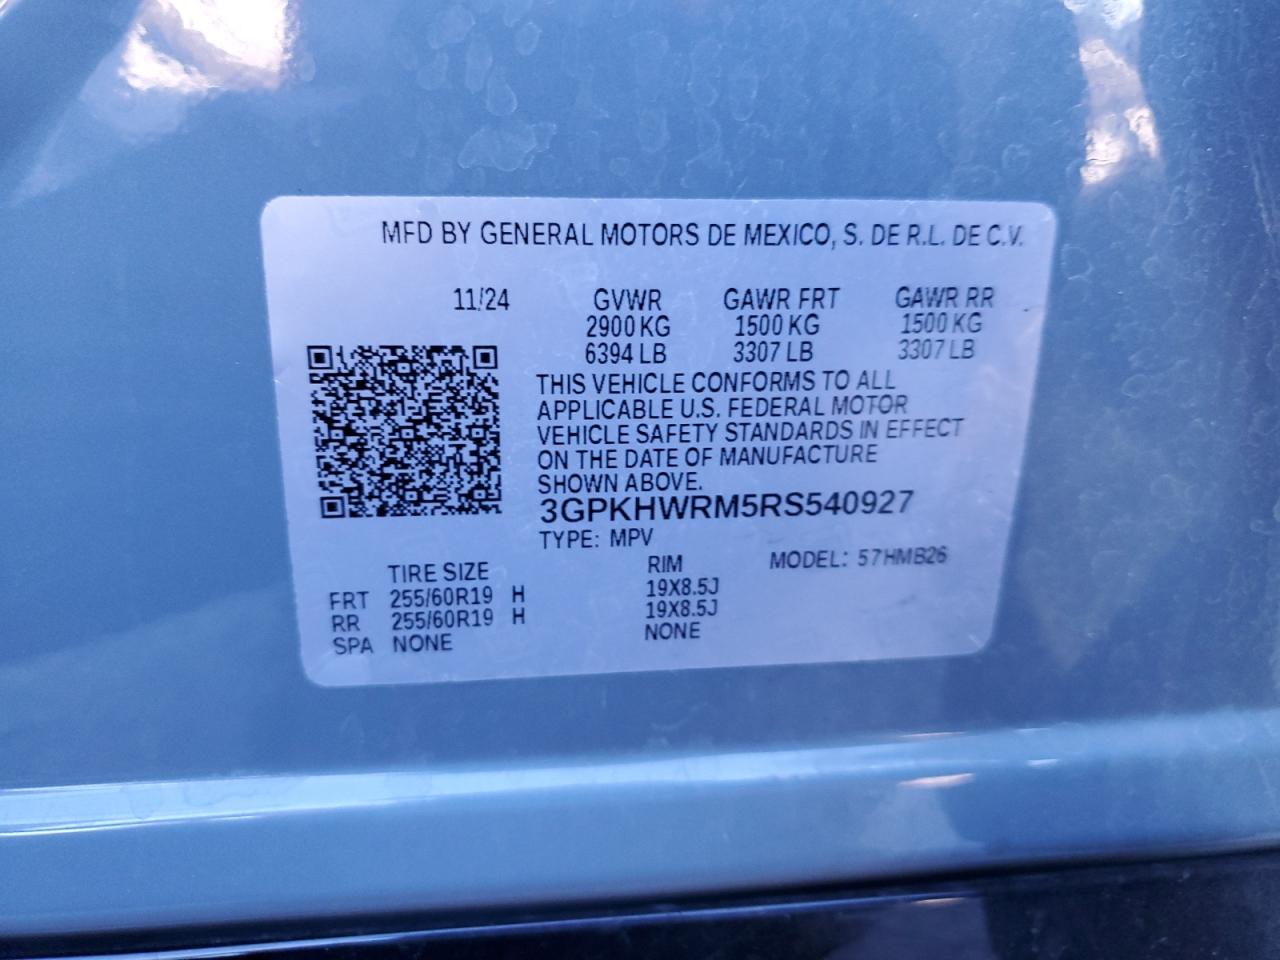 MFD BY GENERAL MOTORS DE MEXICO, S. DE R.L. DE C.V.
11/24 GVWR GAWR FRT GAWR RR
2900 KG 1500 KG 1500 KG
6394 LB 3307 LB 3307 LB
THIS VEHICLE CONFORMS TO ALL
APPLICABLE U.S. FEDERAL MOTOR
VEHICLE SAFETY STANDARDS IN EFFECT
ON THE DATE OF MANUFACTURE
SHOWN ABOVE.
3GPKHWRM5RS540927
TYPE: MPV
TIRE SIZE RIM MODEL: 57HMB26
FRT 255/60R19 H 19X8.5J
RR 255/60R19 H 19X8.5J
SPA NONE NONE